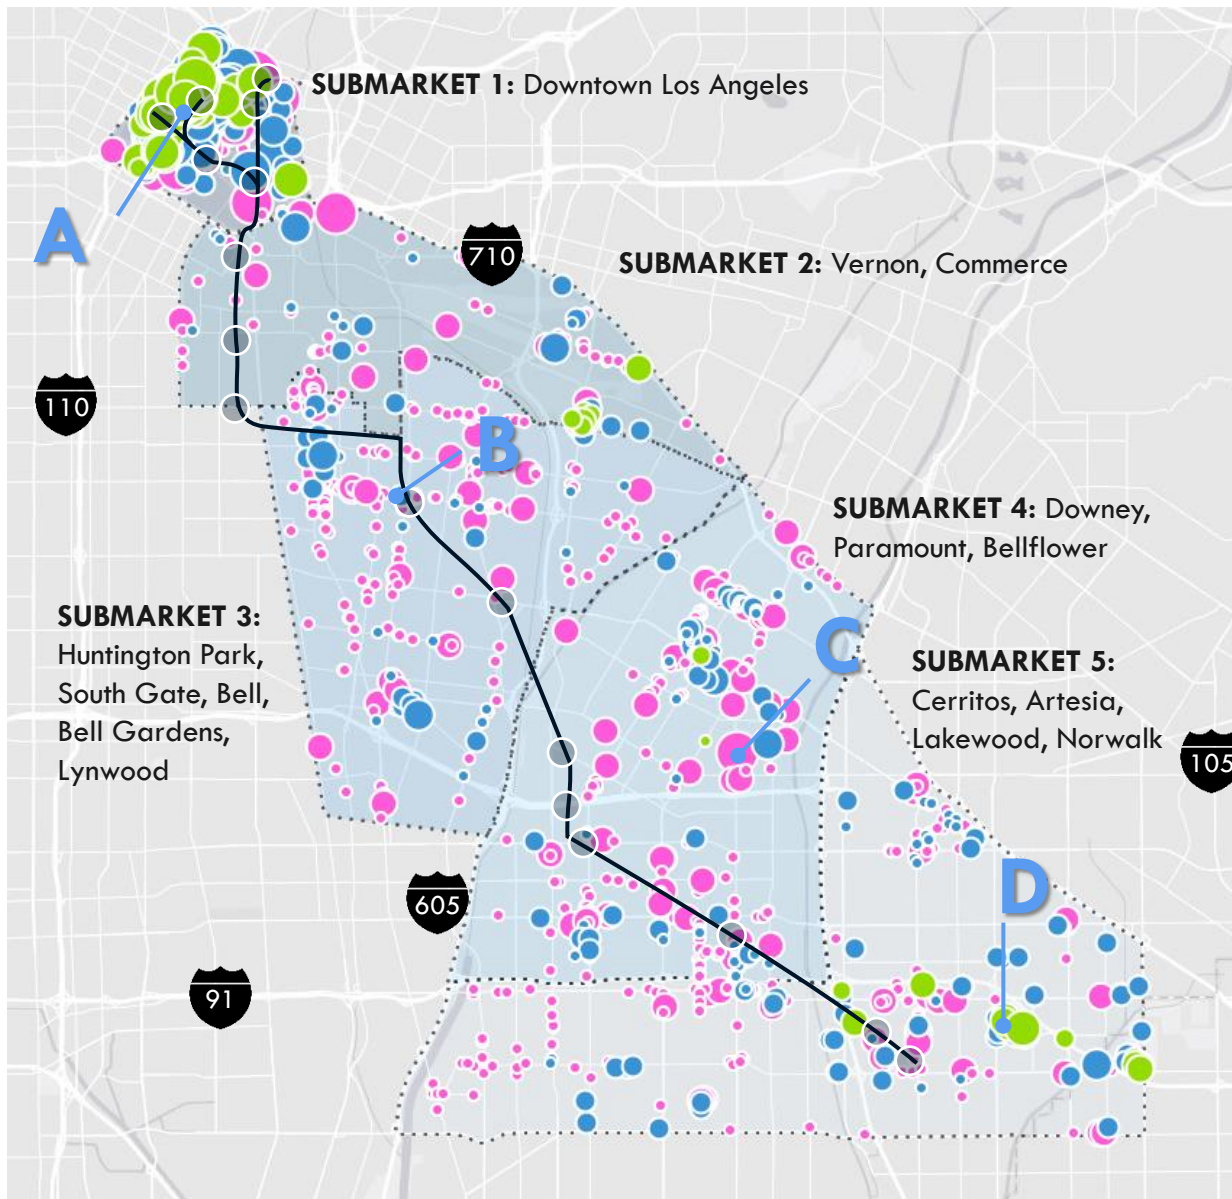 SUBMARKET 1: Downtown Los Angeles
A
710
SUBMARKET 2: Vernon, Commerce
110
B
SUBMARKET 4: Downey,
Paramount, Bellflower
SUBMARKET 3:
Huntington Park,
South Gate, Bell,
Bell Gardens,
Lynwood
C
SUBMARKET 5:
Cerritos, Artesia,
Lakewood, Norwalk
105
D
605
91